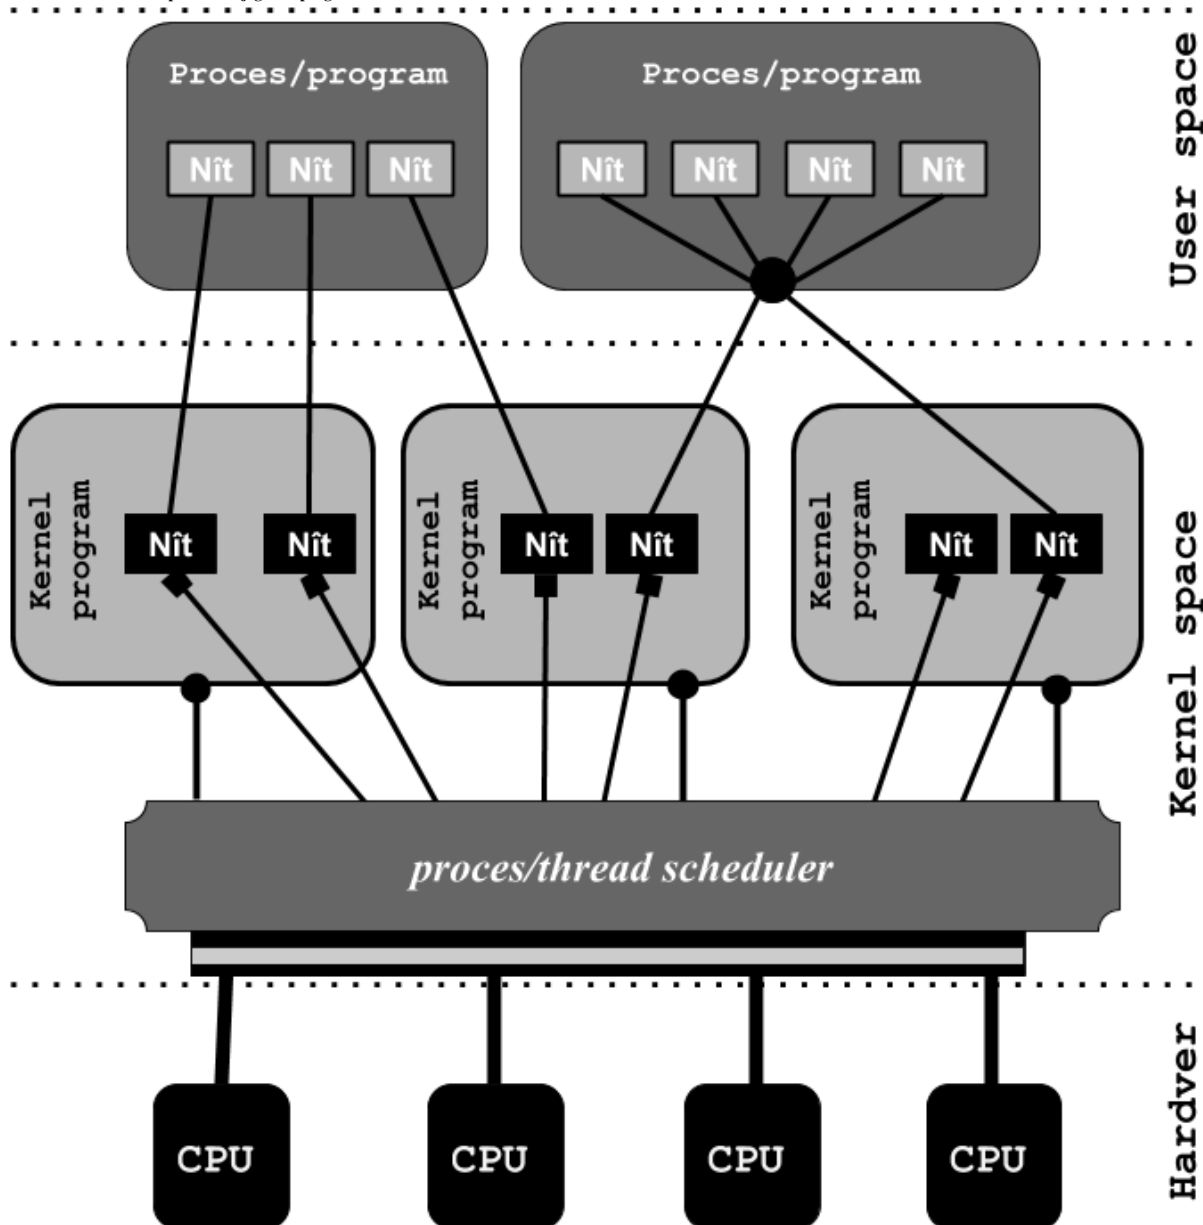 Proces/program
Nît Nît Nît
Proces/program
Nît Nît Nît Nît
User space
Kernel
program
Nît Nît
Kernel
program
Nît Nît
Kernel
program
Nît Nît
Kernel space
proces/thread scheduler
CPU CPU CPU CPU
Hardver